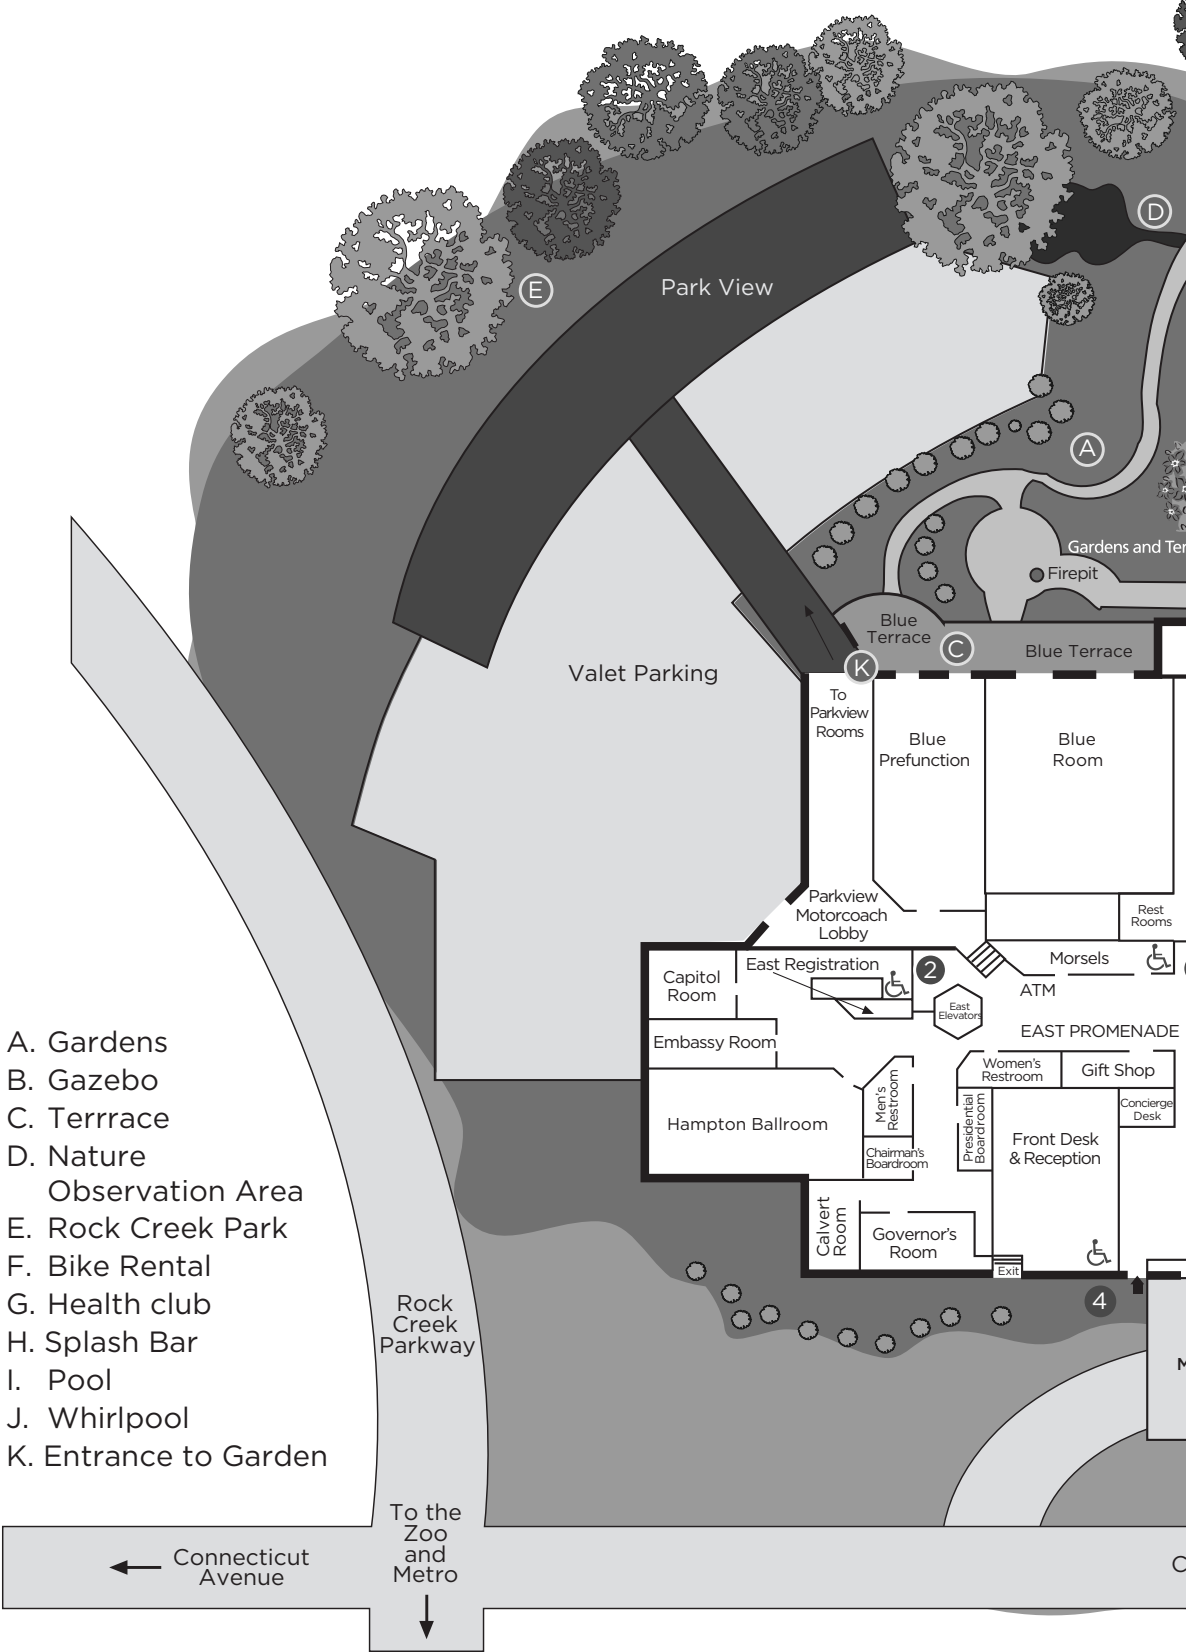 D
Park View
E
A
Gardens and Ter
Firepit
Blue
Terrace
C
Blue Terrace
K
Valet Parking
To
Parkview
Rooms
Blue
Prefunction
Blue
Room
Parkview
Motorcoach
Lobby
Rest
Rooms
Capitol
Room
East Registration
2
Morsels
ATM
East
Elevators
EAST PROMENADE
Embassy Room
Women's
Restroom
Gift Shop
Men's
Restroom
Presidential
Boardroom
Concierge
Desk
Hampton Ballroom
Front Desk
& Reception
Chairman's
Boardroom
Calvert
Room
Governor's
Room
Exit
4
M
A. Gardens
B. Gazebo
C. Terrrace
D. Nature
Observation Area
E. Rock Creek Park
F. Bike Rental
G. Health club
H. Splash Bar
I. Pool
J. Whirlpool
K. Entrance to Garden
Rock
Creek
Parkway
To the
Zoo
and
Metro
Connecticut
Avenue
C